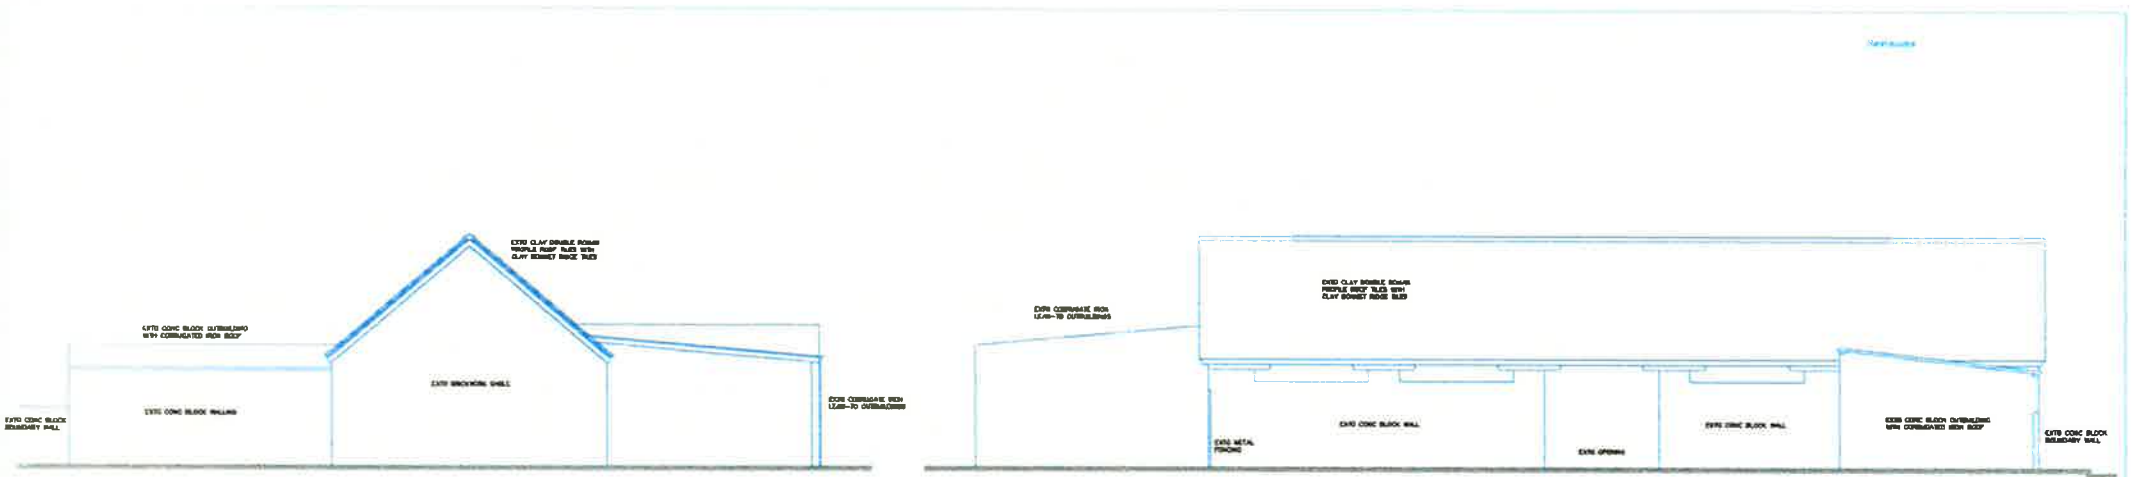 EXTG CLAY DOUBLE ROMAN
PROFILE ROOF TILES WITH
CLAY BONNET RIDGE TILES
EXTG CONC BLOCK OUTBUILDING
WITH CORRUGATED IRON ROOF
EXTG BRICKWORK GABLE
EXTG CONC BLOCK WALLING
EXTG CONC BLOCK
BOUNDARY WALL
EXTG CORRUGATE IRON
LEAN-TO OUTBUILDINGS
EXTG CORRUGATE IRON
LEAN-TO OUTBUILDINGS
EXTG CLAY DOUBLE ROMAN
PROFILE ROOF TILES WITH
CLAY BONNET RIDGE TILES
EXTG METAL
FENCING
EXTG CONC BLOCK WALL
EXTG OPENING
EXTG CONC BLOCK WALL
EXTG CONC BLOCK OUTBUILDING
WITH CORRUGATED IRON ROOF
EXTG CONC BLOCK
BOUNDARY WALL